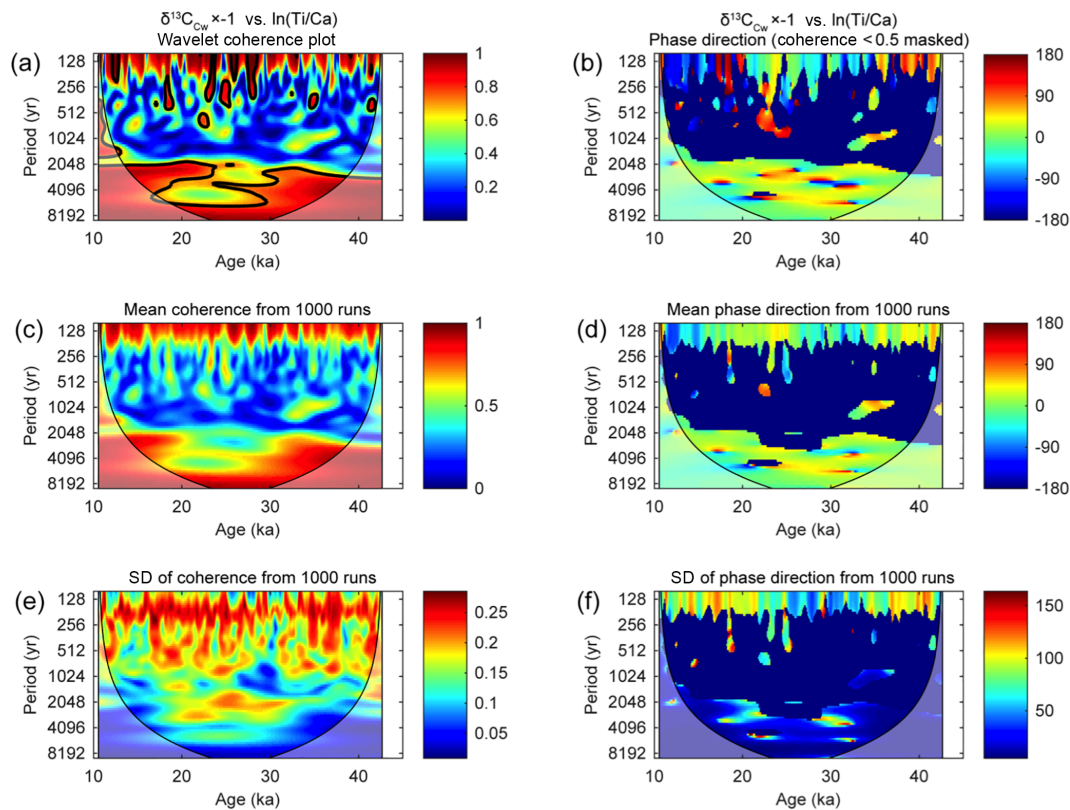 δ¹³C_Cw ×-1 vs. ln(Ti/Ca)
Wavelet coherence plot
(a)
Period (yr)
128
256
512
1024
2048
4096
8192
10 20 30 40
Age (ka)
1
0.8
0.6
0.4
0.2
δ¹³C_Cw ×-1 vs. ln(Ti/Ca)
Phase direction (coherence < 0.5 masked)
(b)
Period (yr)
128
256
512
1024
2048
4096
8192
10 20 30 40
Age (ka)
180
90
0
-90
-180
Mean coherence from 1000 runs
(c)
Period (yr)
128
256
512
1024
2048
4096
8192
10 20 30 40
Age (ka)
1
0.5
0
Mean phase direction from 1000 runs
(d)
Period (yr)
128
256
512
1024
2048
4096
8192
10 20 30 40
Age (ka)
180
90
0
-90
-180
SD of coherence from 1000 runs
(e)
Period (yr)
128
256
512
1024
2048
4096
8192
10 20 30 40
Age (ka)
0.25
0.2
0.15
0.1
0.05
SD of phase direction from 1000 runs
(f)
Period (yr)
128
256
512
1024
2048
4096
8192
10 20 30 40
Age (ka)
150
100
50